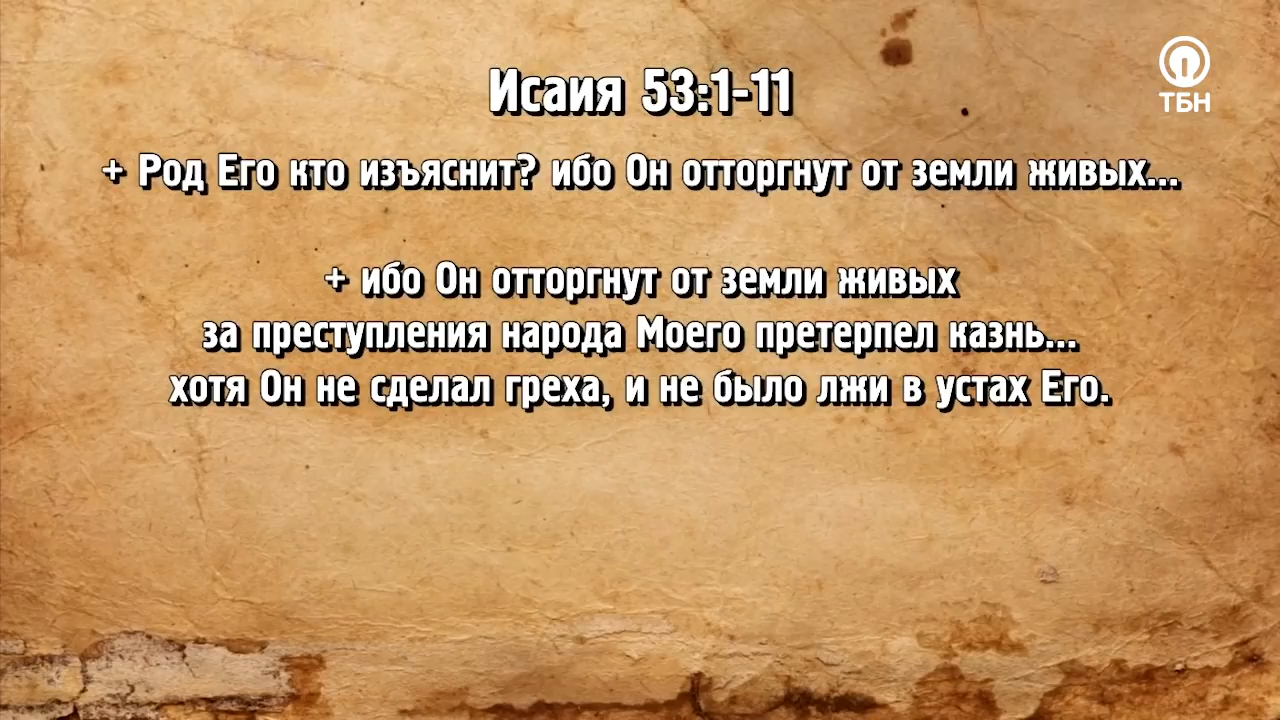 Исаия 53:1-11
ТБН
+ Род Его кто изъяснит? ибо Он отторгнут от земли живых...
+ ибо Он отторгнут от земли живых
за преступления народа Моего претерпел казнь...
хотя Он не сделал греха, и не было лжи в устах Его.